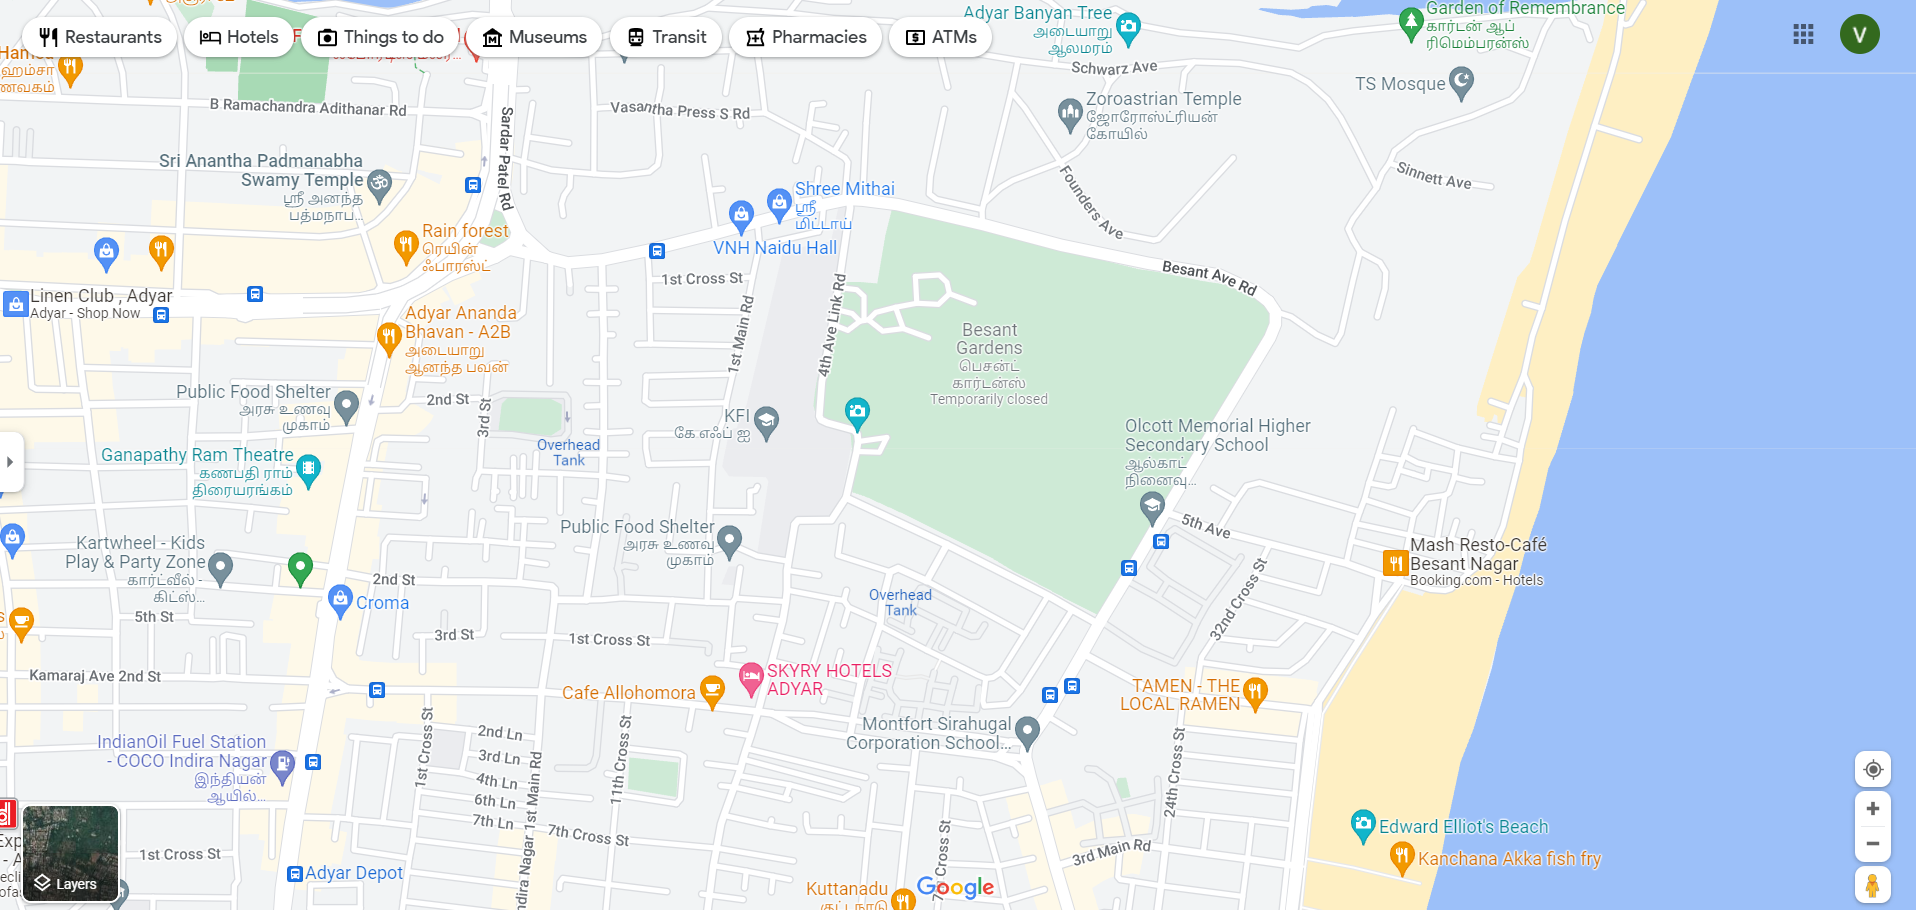 Restaurants
Hotels
Things to do
Museums
Transit
Pharmacies
ATMs
V
Adyar Banyan Tree
அடையாறு
ஆலமரம்
Garden of Remembrance
கார்டன் ஆப்
ரிமெம்பரன்ஸ்
ஹம்சா
Schwarz Ave
TS Mosque
B Ramachandra Adithanar Rd
Sardar Patel Rd
Vasantha Press S Rd
Zoroastrian Temple
ஜோரோஸ்ட்ரியன்
கோயில்
Sri Anantha Padmanabha
Swamy Temple
ஸ்ரீ அனந்த
பத்மநாப...
Founders Ave
Sinnett Ave
Shree Mithai
ஸ்ரீ
மிட்டாய்
VNH Naidu Hall
Rain forest
ரெயின்
ஃபாரஸ்ட்
1st Cross St
Besant Ave Rd
Linen Club , Adyar
Adyar - Shop Now
Adyar Ananda
Bhavan - A2B
அடையாறு
ஆனந்த பவன்
1st Main Rd
4th Ave Link Rd
Besant
Gardens
பெசன்ட்
கார்டன்ஸ்
Temporarily closed
Public Food Shelter
அரசு உணவு
முகாம்
2nd St
3rd St
KFI
கே.எஃப் ஐ
Overhead
Tank
Olcott Memorial Higher
Secondary School
ஆல்காட்
நினைவு...
Ganapathy Ram Theatre
கணபதி ராம்
திரையரங்கம்
5th Ave
Public Food Shelter
அரசு உணவு
முகாம்
Kartwheel - Kids
Play & Party Zone
கார்ட்வீல் -
கிட்ஸ்...
Mash Resto-Café
Besant Nagar
Booking.com - Hotels
2nd St
Croma
Overhead
Tank
32nd Cross St
5th St
3rd St
1st Cross St
Kamaraj Ave 2nd St
SKYRY HOTELS
ADYAR
Cafe Allohomora
TAMEN - THE
LOCAL RAMEN
Montfort Sirahugal
Corporation School...
1st Cross St
2nd Ln
3rd Ln
4th Ln
6th Ln
7th Ln
11th Cross St
24th Cross St
IndianOil Fuel Station
- COCO Indira Nagar
இந்தியன்
ஆயில்...
Indira Nagar 1st Main Rd
7th Cross St
7th Cross St
3rd Main Rd
Edward Elliot's Beach
Kanchana Akka fish fry
1st Cross St
Adyar Depot
Layers
Kuttanadu
குட்டநாடு
Google